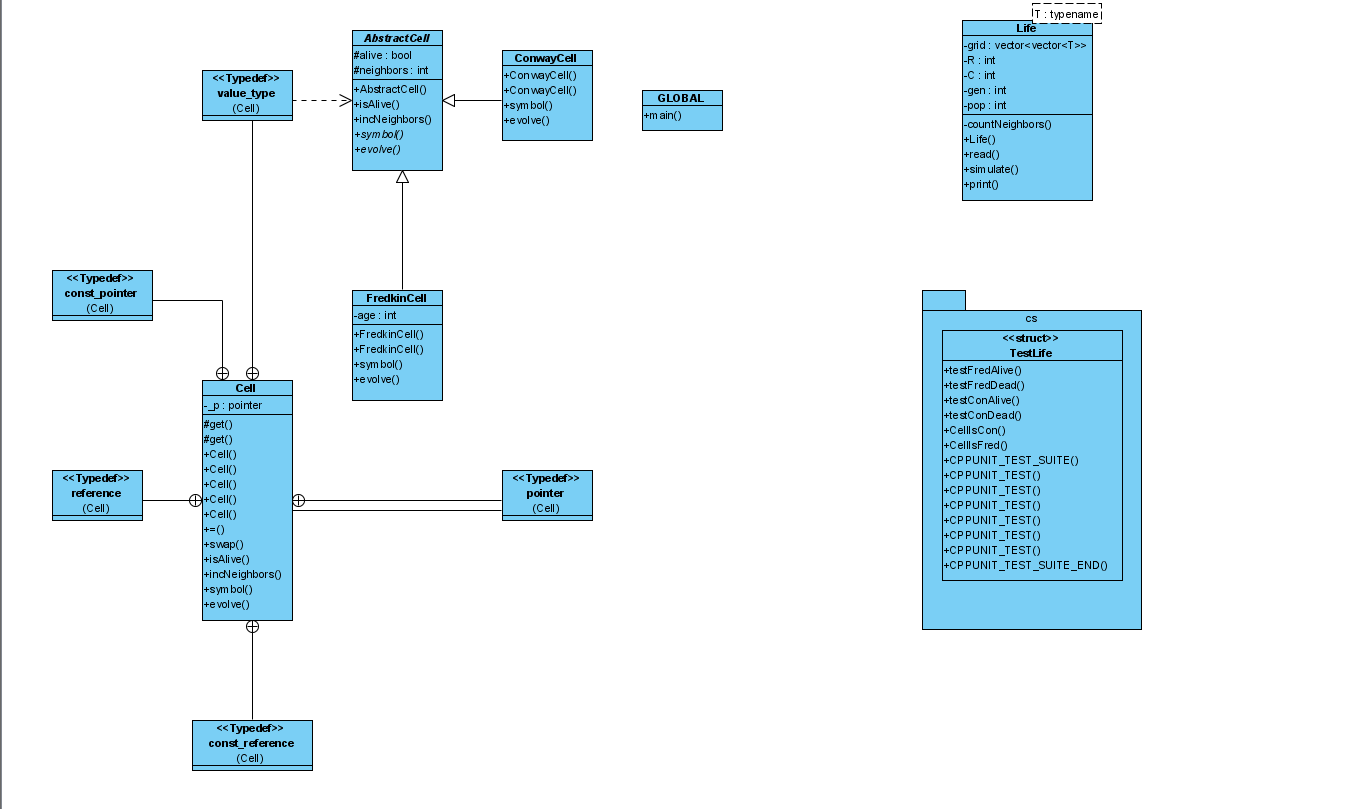 <<Typedef>>
value_type
(Cell)
AbstractCell
#alive : bool
#neighbors : int
+AbstractCell()
+isAlive()
+incNeighbors()
+symbol()
+evolve()
ConwayCell
+ConwayCell()
+ConwayCell()
+symbol()
+evolve()
GLOBAL
+main()
T : typename
Life
-grid : vector<vector<T>>
-R : int
-C : int
-gen : int
-pop : int
-countNeighbors()
+Life()
+read()
+simulate()
+print()
<<Typedef>>
const_pointer
(Cell)
FredkinCell
-age : int
+FredkinCell()
+FredkinCell()
+symbol()
+evolve()
Cell
-_p : pointer
#get()
#get()
+Cell()
+Cell()
+Cell()
+Cell()
+Cell()
+=()
+swap()
+isAlive()
+incNeighbors()
+symbol()
+evolve()
<<Typedef>>
reference
(Cell)
<<Typedef>>
pointer
(Cell)
<<Typedef>>
const_reference
(Cell)
cs
<<struct>>
TestLife
+testFredAlive()
+testFredDead()
+testConAlive()
+testConDead()
+CellIsCon()
+CellIsFred()
+CPPUNIT_TEST_SUITE()
+CPPUNIT_TEST()
+CPPUNIT_TEST()
+CPPUNIT_TEST()
+CPPUNIT_TEST()
+CPPUNIT_TEST()
+CPPUNIT_TEST()
+CPPUNIT_TEST_SUITE_END()